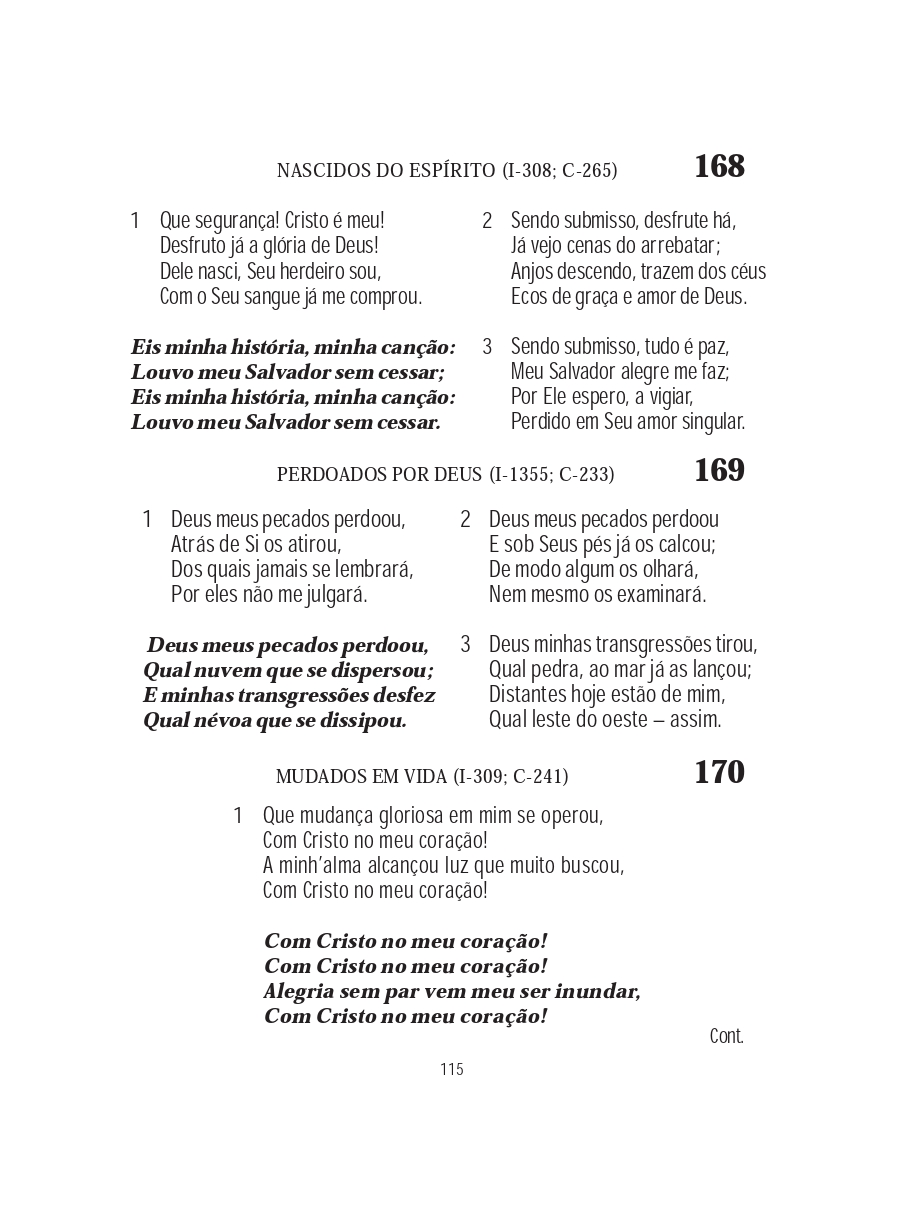 NASCIDOS DO ESPÍRITO (I-308; C-265) 168
1 Que segurança! Cristo é meu!
Desfruto já a glória de Deus!
Dele nasci, Seu herdeiro sou,
Com o Seu sangue já me comprou.
Eis minha história, minha canção:
Louvo meu Salvador sem cessar;
Eis minha história, minha canção:
Louvo meu Salvador sem cessar.
2 Sendo submisso, desfrute há,
Já vejo cenas do arrebatar;
Anjos descendo, trazem dos céus
Ecos de graça e amor de Deus.
3 Sendo submisso, tudo é paz,
Meu Salvador alegre me faz;
Por Ele espero, a vigiar,
Perdido em Seu amor singular.
PERDOADOS POR DEUS (I-1355; C-233) 169
1 Deus meus pecados perdoou,
Atrás de Si os atirou,
Dos quais jamais se lembrará,
Por eles não me julgará.
Deus meus pecados perdoou,
Qual nuvem que se dispersou;
E minhas transgressões desfez
Qual névoa que se dissipou.
2 Deus meus pecados perdoou
E sob Seus pés já os calcou;
De modo algum os olhará,
Nem mesmo os examinará.
3 Deus minhas transgressões tirou,
Qual pedra, ao mar já as lançou;
Distantes hoje estão de mim,
Qual leste do oeste – assim.
MUDADOS EM VIDA (I-309; C-241) 170
1 Que mudança gloriosa em mim se operou,
Com Cristo no meu coração!
A minh’alma alcançou luz que muito buscou,
Com Cristo no meu coração!
Com Cristo no meu coração!
Com Cristo no meu coração!
Alegria sem par vem meu ser inundar,
Com Cristo no meu coração!
Cont.
115